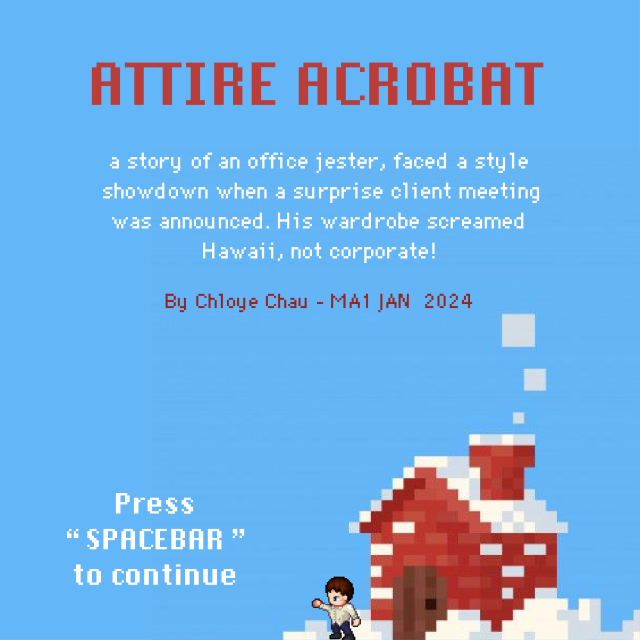 ATTIRE ACROBAT
a story of an office jester, faced a style
showdown when a surprise client meeting
was announced. His wardrobe screamed
Hawaii, not corporate!
By Chloye Chau - MA1 JAN 2024
Press
“ SPACEBAR ”
to continue